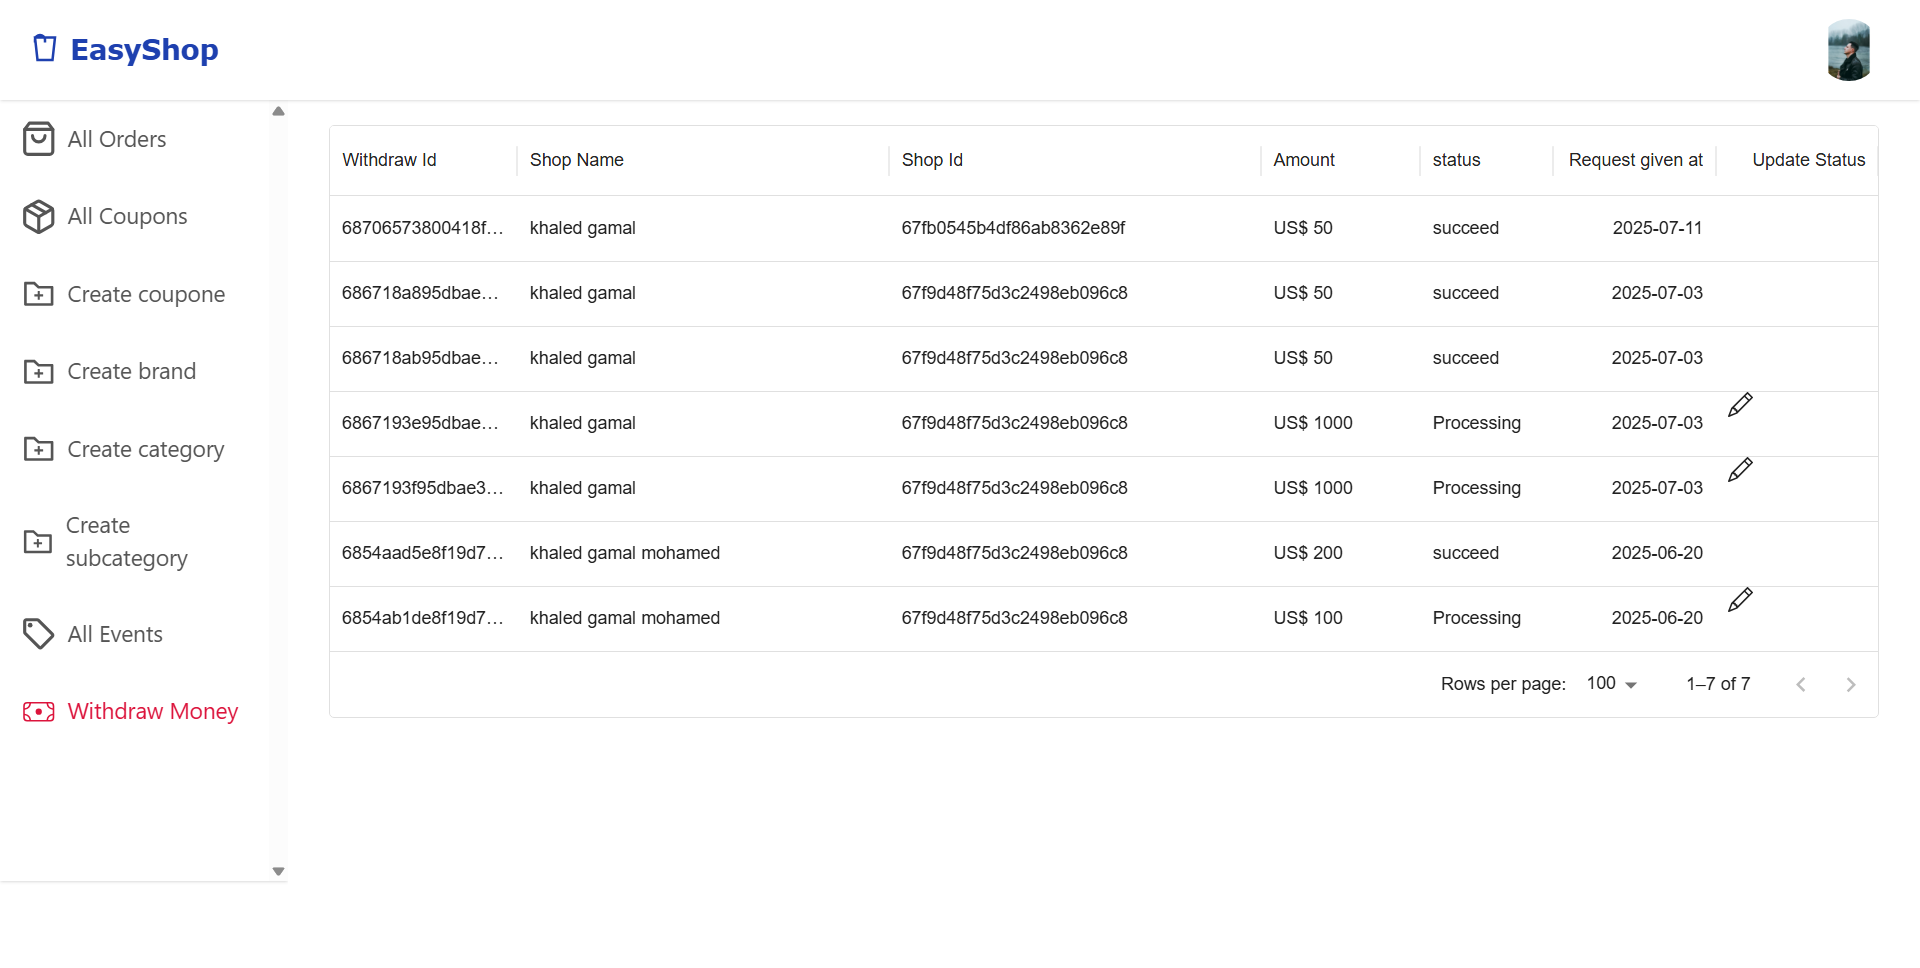 EasyShop
All Orders
All Coupons
Create coupone
Create brand
Create category
Create
subcategory
All Events
Withdraw Money
Withdraw Id Shop Name Shop Id Amount status Request given at Update Status
68706573800418f... khaled gamal 67fb0545b4df86ab8362e89f US$ 50 succeed 2025-07-11
686718a895dbae... khaled gamal 67f9d48f75d3c2498eb096c8 US$ 50 succeed 2025-07-03
686718ab95dbae... khaled gamal 67f9d48f75d3c2498eb096c8 US$ 50 succeed 2025-07-03
6867193e95dbae... khaled gamal 67f9d48f75d3c2498eb096c8 US$ 1000 Processing 2025-07-03
6867193f95dbae3... khaled gamal 67f9d48f75d3c2498eb096c8 US$ 1000 Processing 2025-07-03
6854aad5e8f19d7... khaled gamal mohamed 67f9d48f75d3c2498eb096c8 US$ 200 succeed 2025-06-20
6854ab1de8f19d7... khaled gamal mohamed 67f9d48f75d3c2498eb096c8 US$ 100 Processing 2025-06-20
Rows per page: 100 1–7 of 7